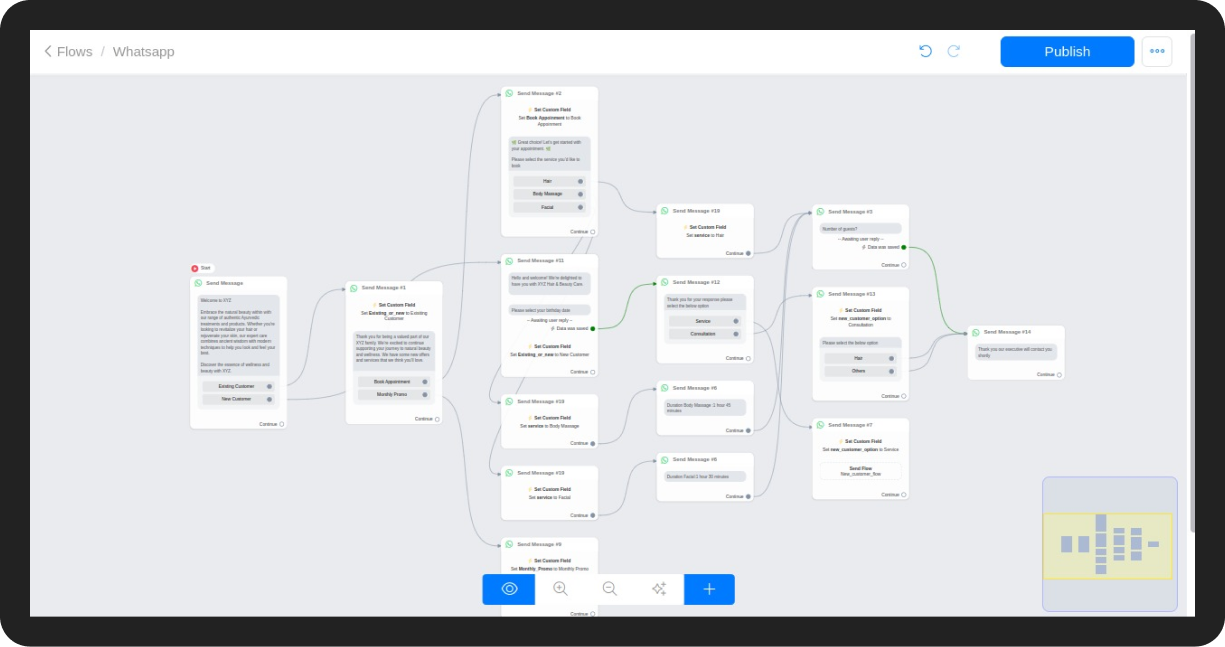 Flows / Whatsapp
Publish
Start
Send Message
Welcome to XYZ
Embrace the natural beauty within with
our range of authentic Ayurvedic
treatments and products. Whether you're
looking to revitalize your hair or
rejuvenate your skin, our expert care
combines ancient wisdom with modern
techniques to help you look and feel your
best.
Discover the essence of wellness and
beauty with XYZ.
Existing Customer
New Customer
Continue
Send Message #1
Set Custom Field
Set Existing_or_new to Existing
Customer
Thank you for being a valued part of our
XYZ family. We're excited to continue
supporting your journey to natural beauty
and wellness. We have some new offers
and services that we think you'll love.
Book Appointment
Monthly Promo
Continue
Send Message #2
Set Custom Field
Set Book Appoinment to Book
Appoinment
Great choice! Let's get started with
your appointment.
Please select the service you'd like to
book
Hair
Body Massage
Facial
Continue
Send Message #11
Hello and welcome! We're delighted to
have you with XYZ Hair & Beauty Care.
Please select your birthday date
-- Awaiting user reply --
Data was saved
Set Custom Field
Set Existing_or_new to New Customer
Continue
Send Message #10
Set Custom Field
Set service to Body Massage
Continue
Send Message #10
Set Custom Field
Set service to Facial
Continue
Send Message #9
Set Custom Field
Set Monthly_Promo to Monthly Promo
Continue
Send Message #10
Set Custom Field
Set service to Hair
Continue
Send Message #12
Thank you for your response please
select the below option
Service
Consultation
Continue
Send Message #6
Duration Body Massage :1 hour 45
minutes
Continue
Send Message #6
Duration Facial-2 hour 35 minutes
Continue
Send Message #3
Number of guests?
-- Awaiting user reply --
Data was saved
Continue
Send Message #13
Set Custom Field
Set new_customer_option to
Consultation
Please select the below option
Hair
Others
Continue
Send Message #7
Set Custom Field
Set new_customer_option to Service
Send Flow
New_customer_flow
Continue
Send Message #14
Thank you our executive will contact you
shortly
Continue